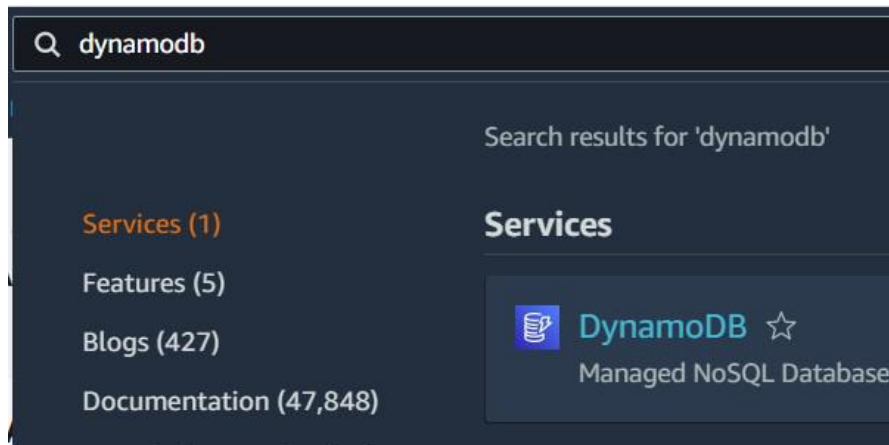 dynamodb
Search results for 'dynamodb'
Services (1)
Features (5)
Blogs (427)
Documentation (47,848)
Services
DynamoDB
Managed NoSQL Database